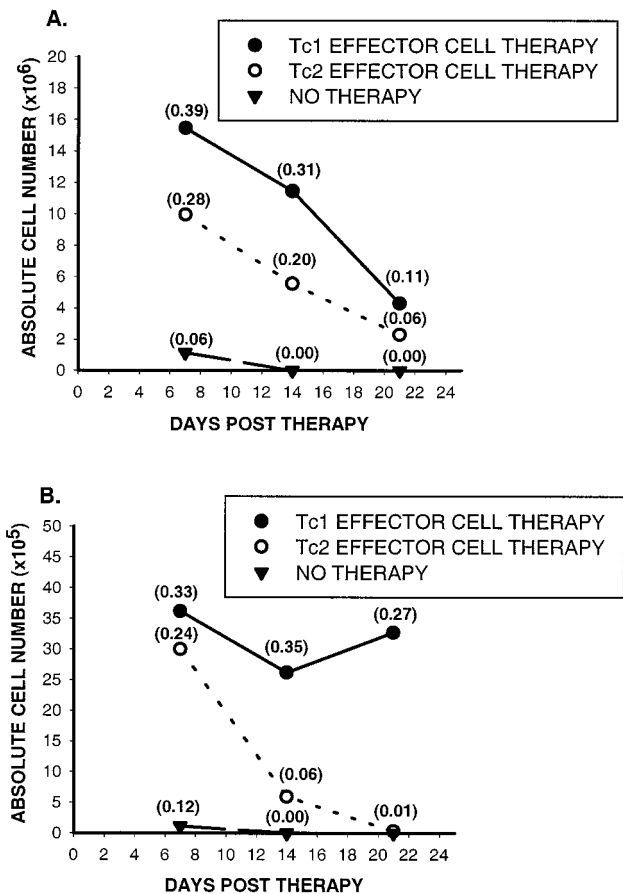 A.
Tc1 EFFECTOR CELL THERAPY
Tc2 EFFECTOR CELL THERAPY
NO THERAPY
ABSOLUTE CELL NUMBER (x10⁶)
20
18
16
14
12
10
8
6
4
2
0
(0.39)
(0.31)
(0.28)
(0.20)
(0.11)
(0.06)
(0.06)
(0.00)
(0.00)
0 2 4 6 8 10 12 14 16 18 20 22 24
DAYS POST THERAPY
B.
Tc1 EFFECTOR CELL THERAPY
Tc2 EFFECTOR CELL THERAPY
NO THERAPY
ABSOLUTE CELL NUMBER (x10⁵)
50
45
40
35
30
25
20
15
10
5
0
(0.33)
(0.24)
(0.35)
(0.27)
(0.06)
(0.12)
(0.00)
(0.01)
0 2 4 6 8 10 12 14 16 18 20 22 24
DAYS POST THERAPY